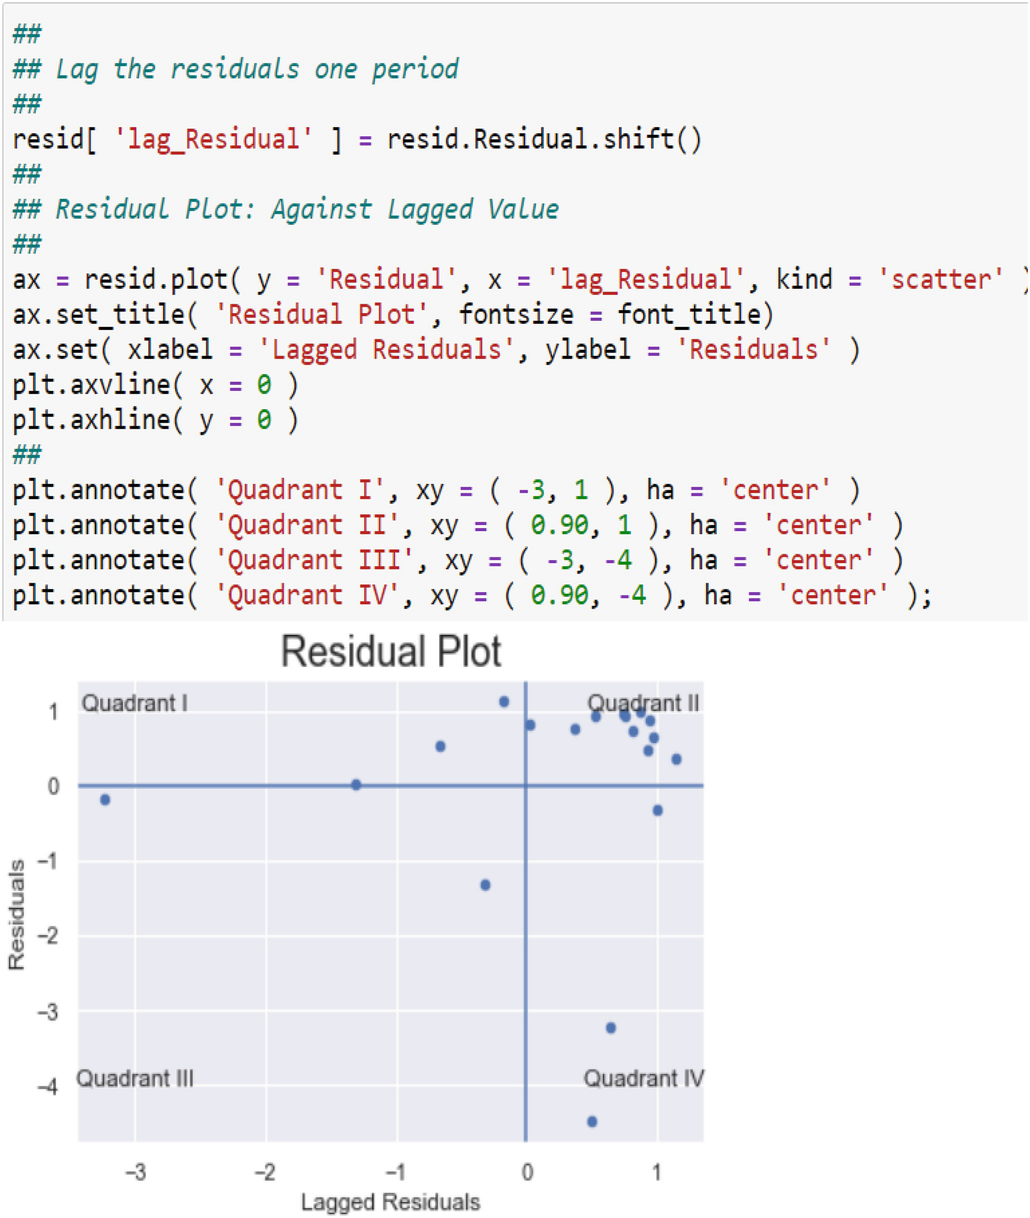 ##
## Lag the residuals one period
##
resid[ 'lag_Residual' ] = resid.Residual.shift()
##
## Residual Plot: Against Lagged Value
##
ax = resid.plot( y = 'Residual', x = 'lag_Residual', kind = 'scatter' )
ax.set_title( 'Residual Plot', fontsize = font_title)
ax.set( xlabel = 'Lagged Residuals', ylabel = 'Residuals' )
plt.axvline( x = 0 )
plt.axhline( y = 0 )
##
plt.annotate( 'Quadrant I', xy = ( -3, 1 ), ha = 'center' )
plt.annotate( 'Quadrant II', xy = ( 0.90, 1 ), ha = 'center' )
plt.annotate( 'Quadrant III', xy = ( -3, -4 ), ha = 'center' )
plt.annotate( 'Quadrant IV', xy = ( 0.90, -4 ), ha = 'center' );
Residual Plot
Quadrant I
Quadrant II
1
0
−1
−2
−3
−4
Residuals
Quadrant III
Quadrant IV
−3 −2 −1 0 1
Lagged Residuals